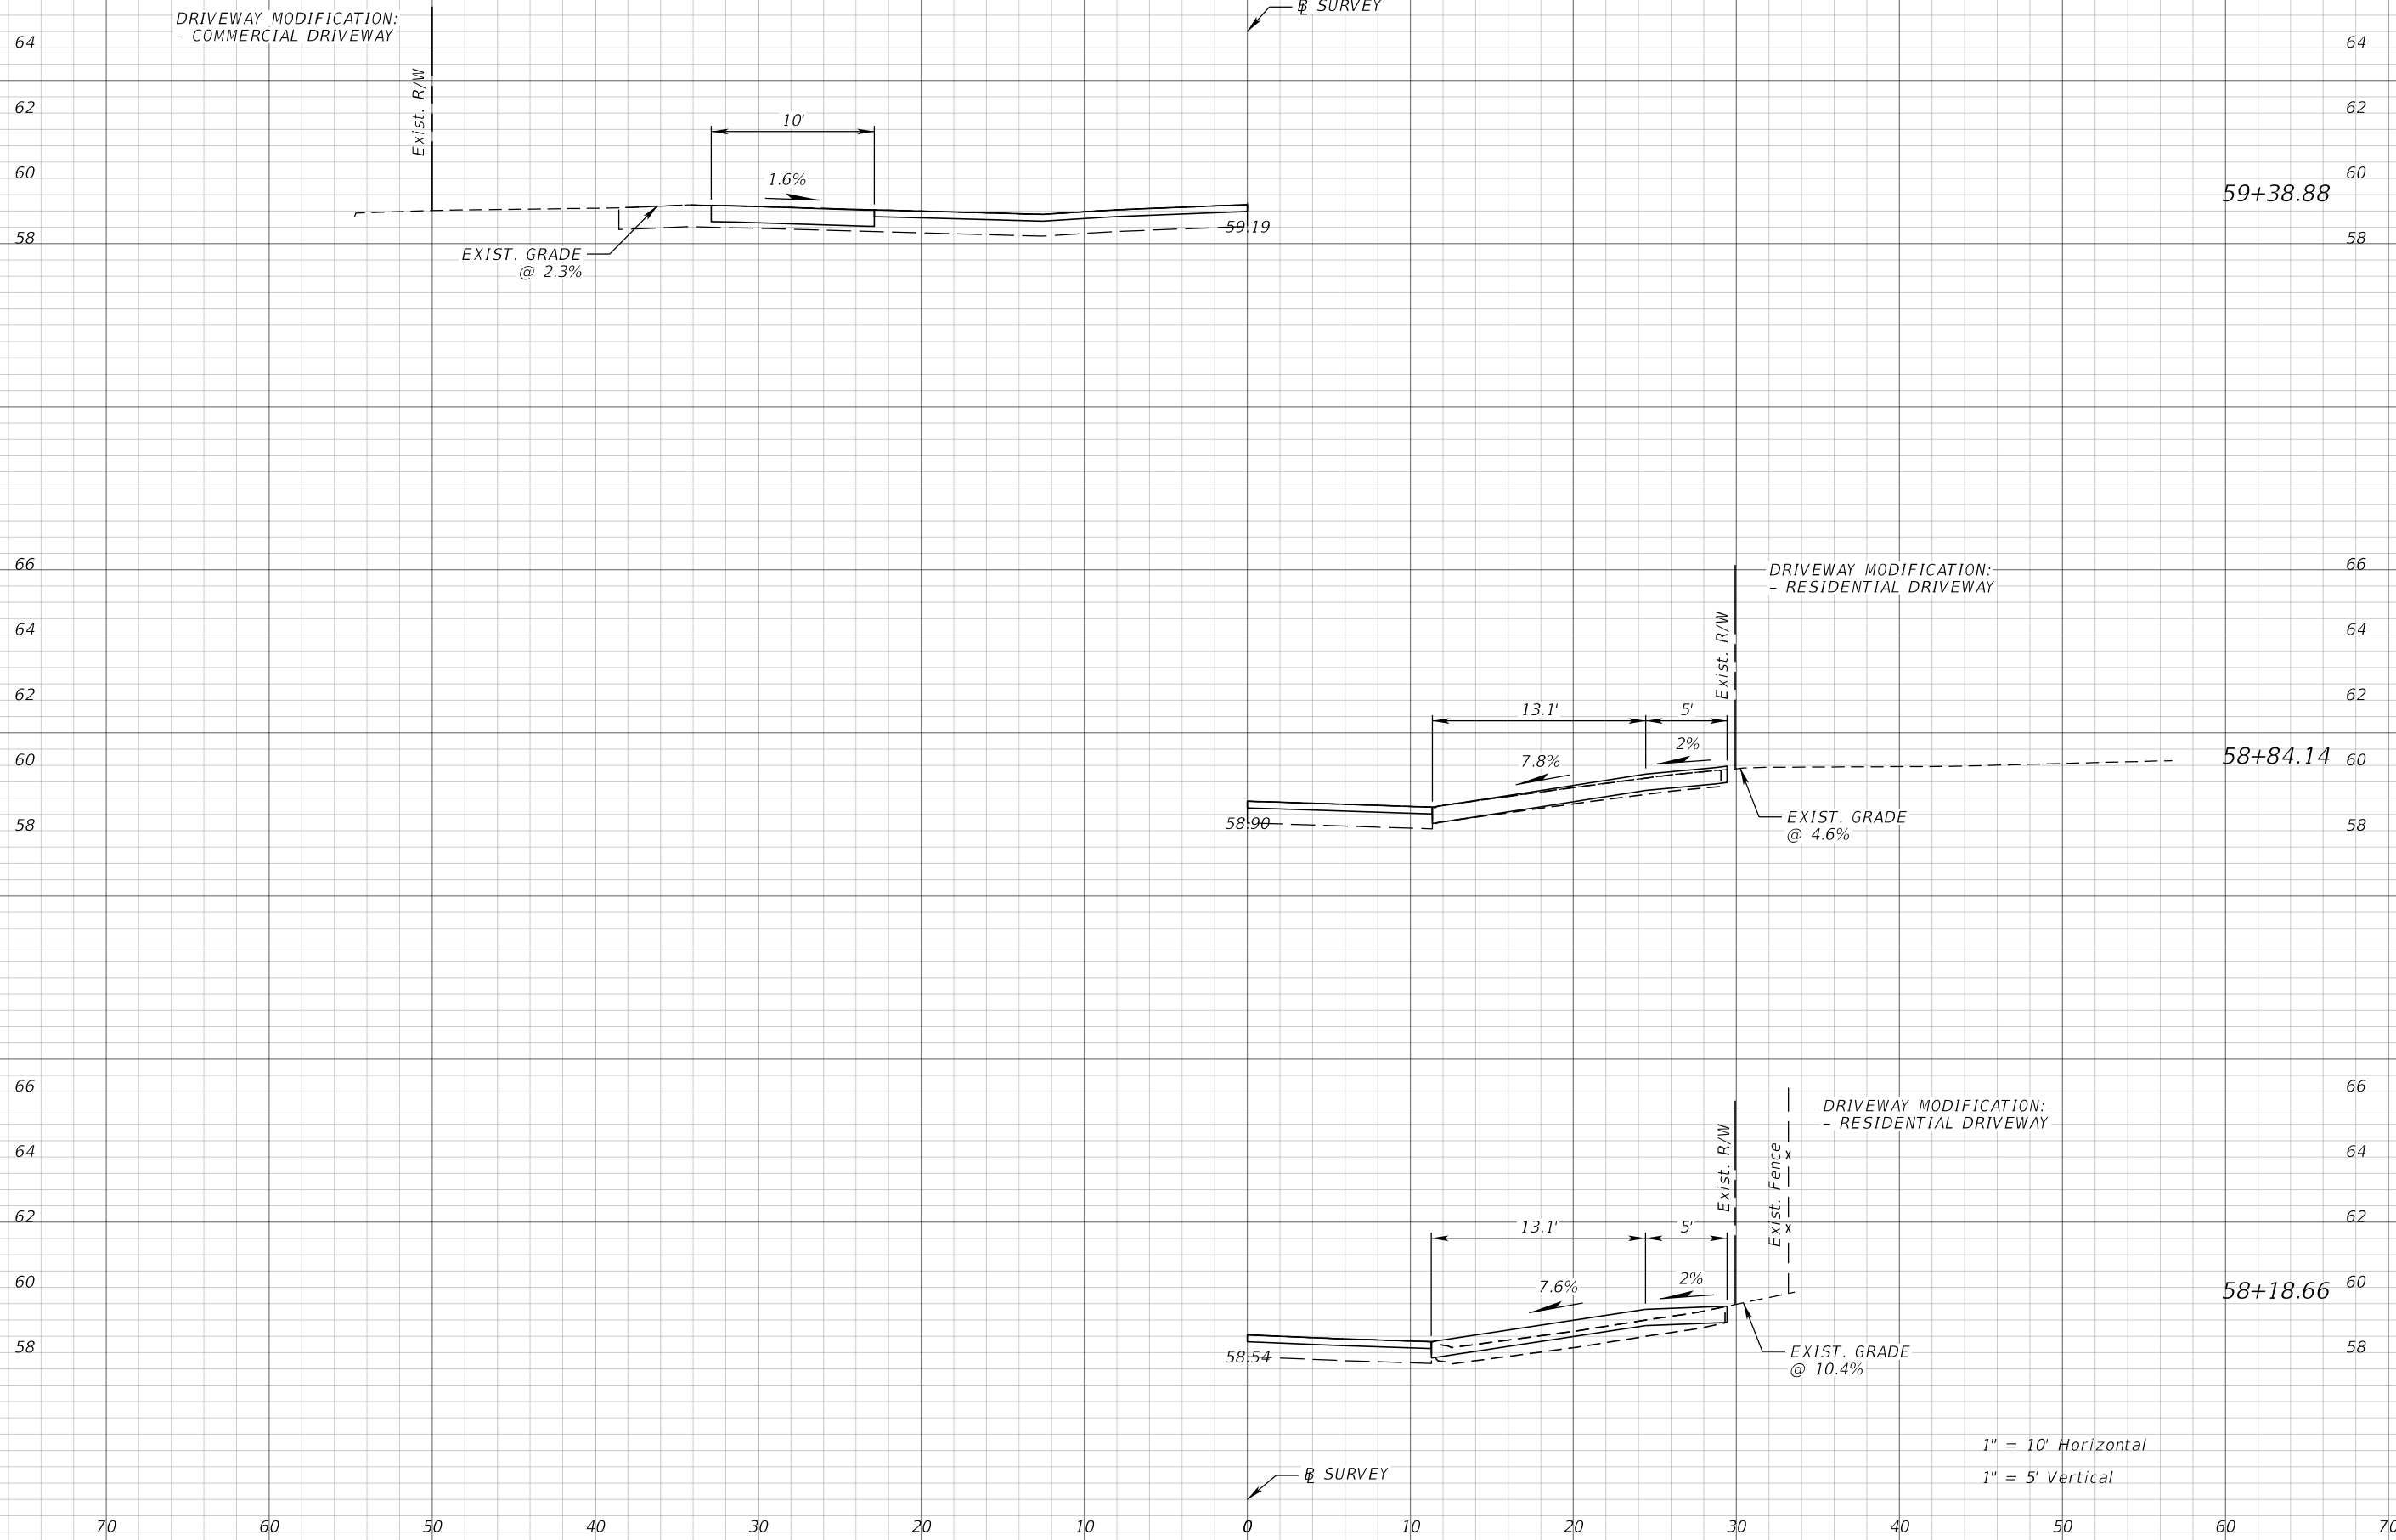 DRIVEWAY MODIFICATION:
- COMMERCIAL DRIVEWAY
Exist. R/W
℄ SURVEY
64
64
62
62
10'
60
1.6%
60
59+38.88
58
59.19
58
EXIST. GRADE
@ 2.3%
66
DRIVEWAY MODIFICATION:
- RESIDENTIAL DRIVEWAY
66
64
Exist. R/W
64
62
62
13.1'
5'
2%
60
7.8%
58+84.14
60
58
58.90
EXIST. GRADE
@ 4.6%
58
66
DRIVEWAY MODIFICATION:
- RESIDENTIAL DRIVEWAY
66
64
Exist. R/W
Exist. Fence
64
62
62
13.1'
5'
60
7.6%
2%
58+18.66
60
58
58.54
EXIST. GRADE
@ 10.4%
58
1" = 10' Horizontal
1" = 5' Vertical
℄ SURVEY
70 60 50 40 30 20 10 0 10 20 30 40 50 60 70